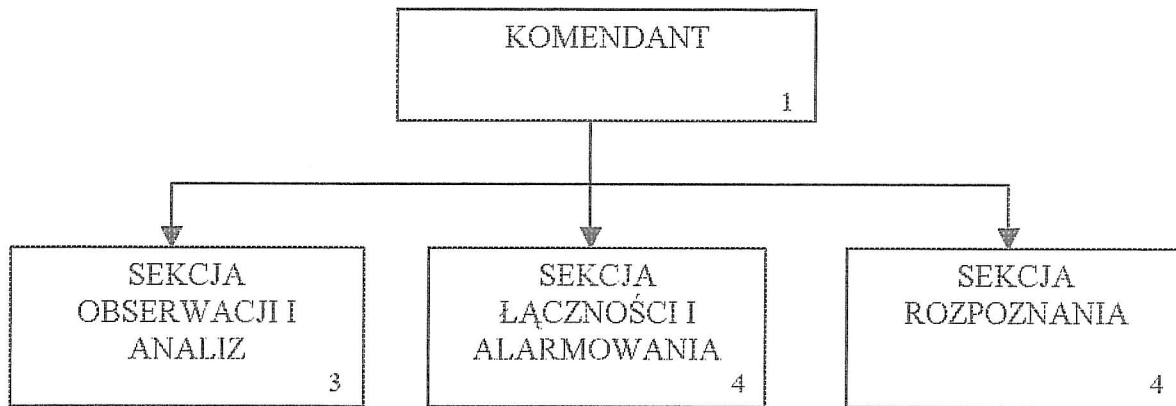 KOMENDANT
1
SEKCJA
OBSERWACJI I
ANALIZ
3
SEKCJA
ŁĄCZNOŚCI I
ALARMOWANIA
4
SEKCJA
ROZPOZNANIA
4